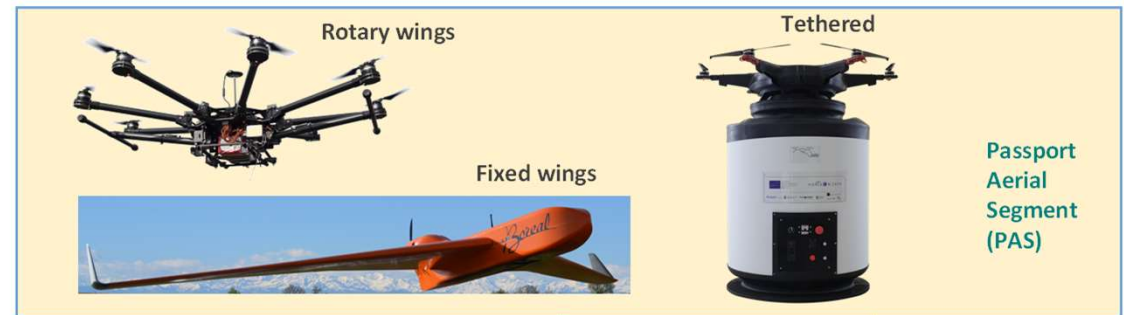 Rotary wings
Tethered
Fixed wings
Boreal
Passport
Aerial
Segment
(PAS)